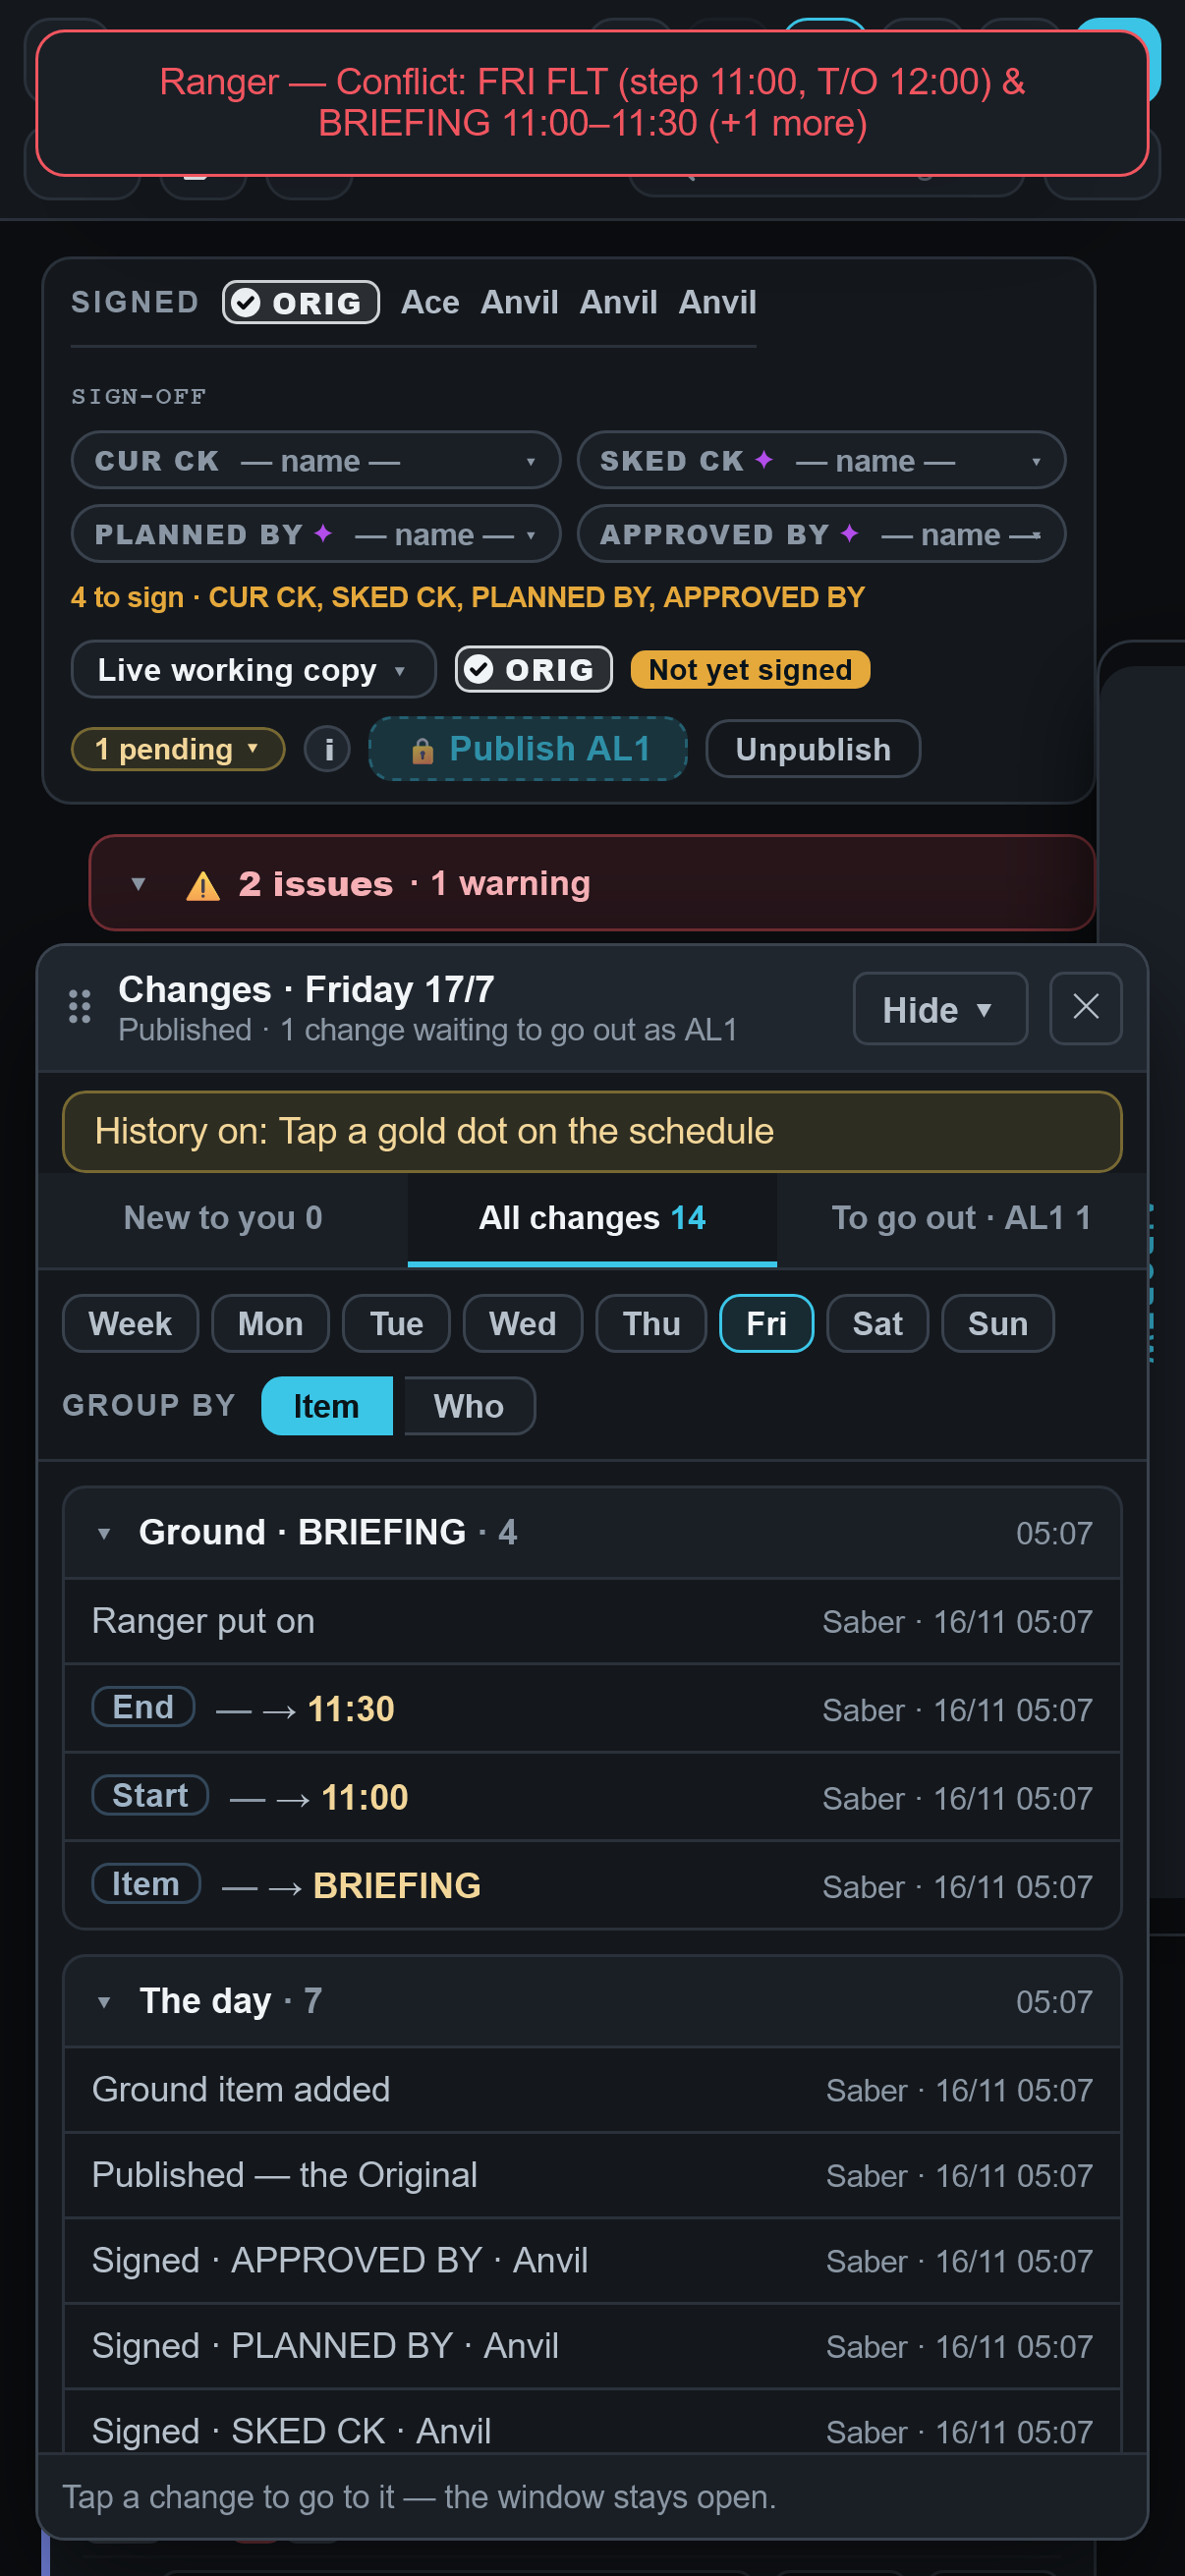 Ranger — Conflict: FRI FLT (step 11:00, T/O 12:00) &
BRIEFING 11:00–11:30 (+1 more)
SIGNED ORIG Ace Anvil Anvil Anvil
SIGN-OFF
CUR CK — name — ▾ SKED CK ✦ — name — ▾
PLANNED BY ✦ — name — ▾ APPROVED BY ✦ — name — ▾
4 to sign · CUR CK, SKED CK, PLANNED BY, APPROVED BY
Live working copy ▾ ORIG Not yet signed
1 pending ▾ i 🔒 Publish AL1 Unpublish
▾ ⚠️ 2 issues · 1 warning
Changes · Friday 17/7
Published · 1 change waiting to go out as AL1
Hide ▾ ×
History on: Tap a gold dot on the schedule
New to you 0 All changes 14 To go out · AL1 1
Week Mon Tue Wed Thu Fri Sat Sun
GROUP BY Item Who
▾ Ground · BRIEFING · 4 05:07
Ranger put on Saber · 16/11 05:07
End — → 11:30 Saber · 16/11 05:07
Start — → 11:00 Saber · 16/11 05:07
Item — → BRIEFING Saber · 16/11 05:07
▾ The day · 7 05:07
Ground item added Saber · 16/11 05:07
Published — the Original Saber · 16/11 05:07
Signed · APPROVED BY · Anvil Saber · 16/11 05:07
Signed · PLANNED BY · Anvil Saber · 16/11 05:07
Signed · SKED CK · Anvil Saber · 16/11 05:07
Tap a change to go to it — the window stays open.